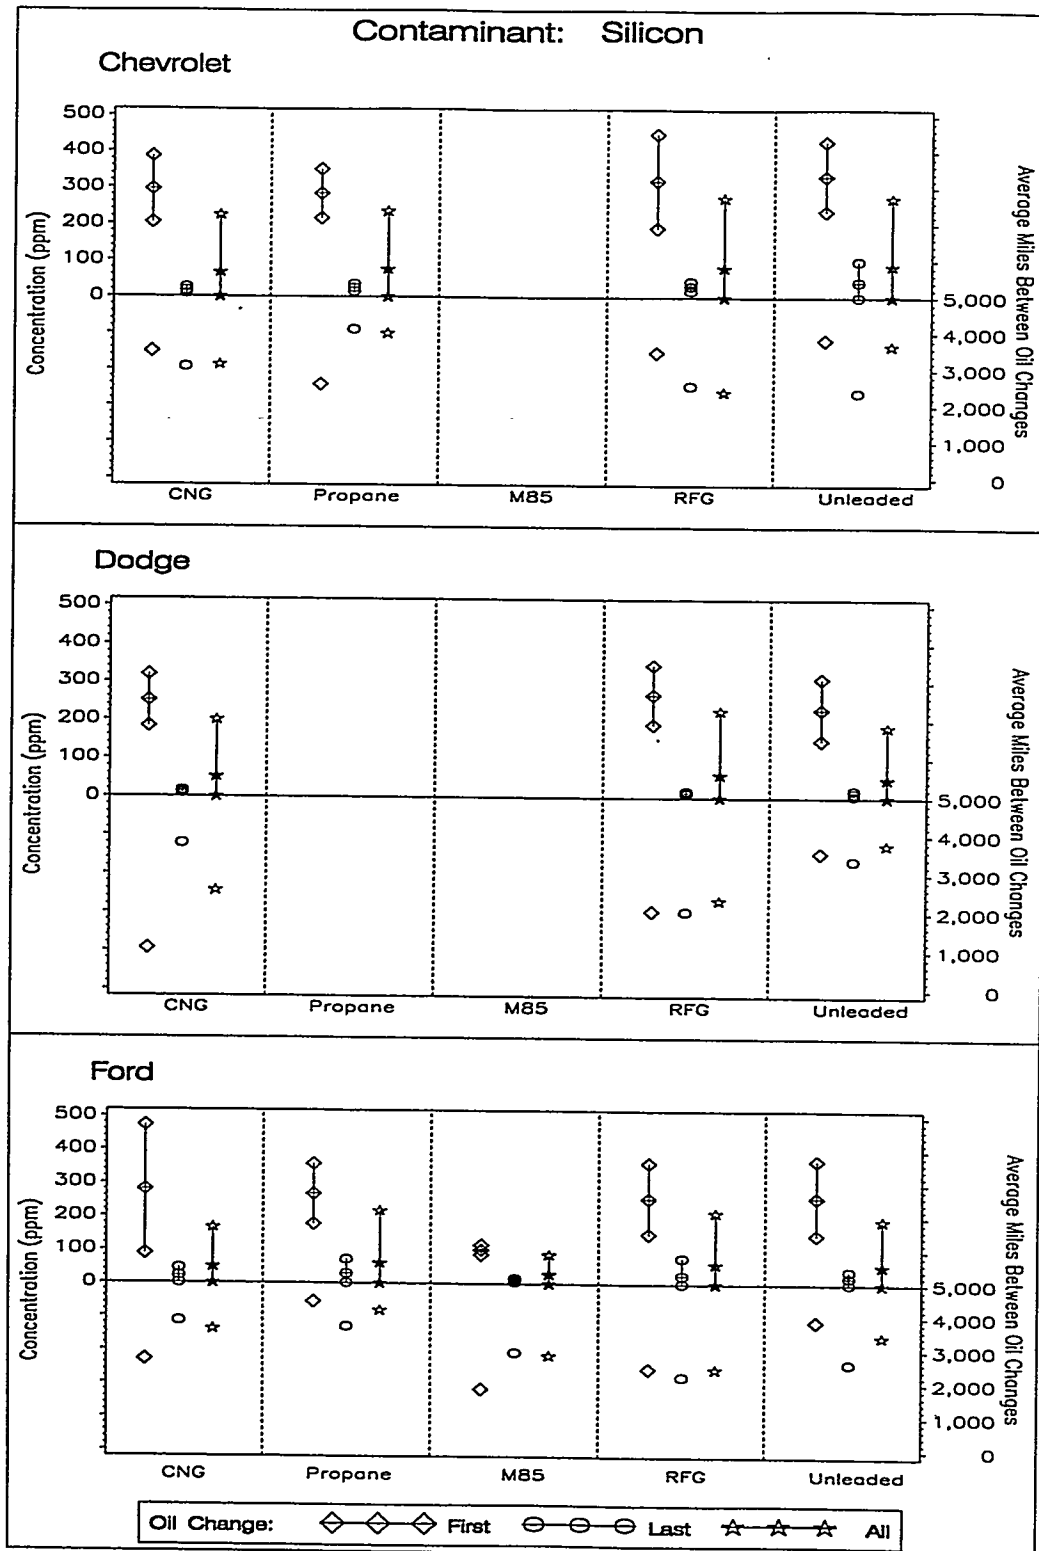 Contaminant: Silicon
Chevrolet
500
400
300
200
100
0
Concentration (ppm)
5,000
4,000
3,000
2,000
1,000
0
Average Miles Between Oil Changes
CNG Propane M85 RFG Unleaded
Dodge
500
400
300
200
100
0
Concentration (ppm)
5,000
4,000
3,000
2,000
1,000
0
Average Miles Between Oil Changes
CNG Propane M85 RFG Unleaded
Ford
500
400
300
200
100
0
Concentration (ppm)
5,000
4,000
3,000
2,000
1,000
0
Average Miles Between Oil Changes
CNG Propane M85 RFG Unleaded
Oil Change: First Last All